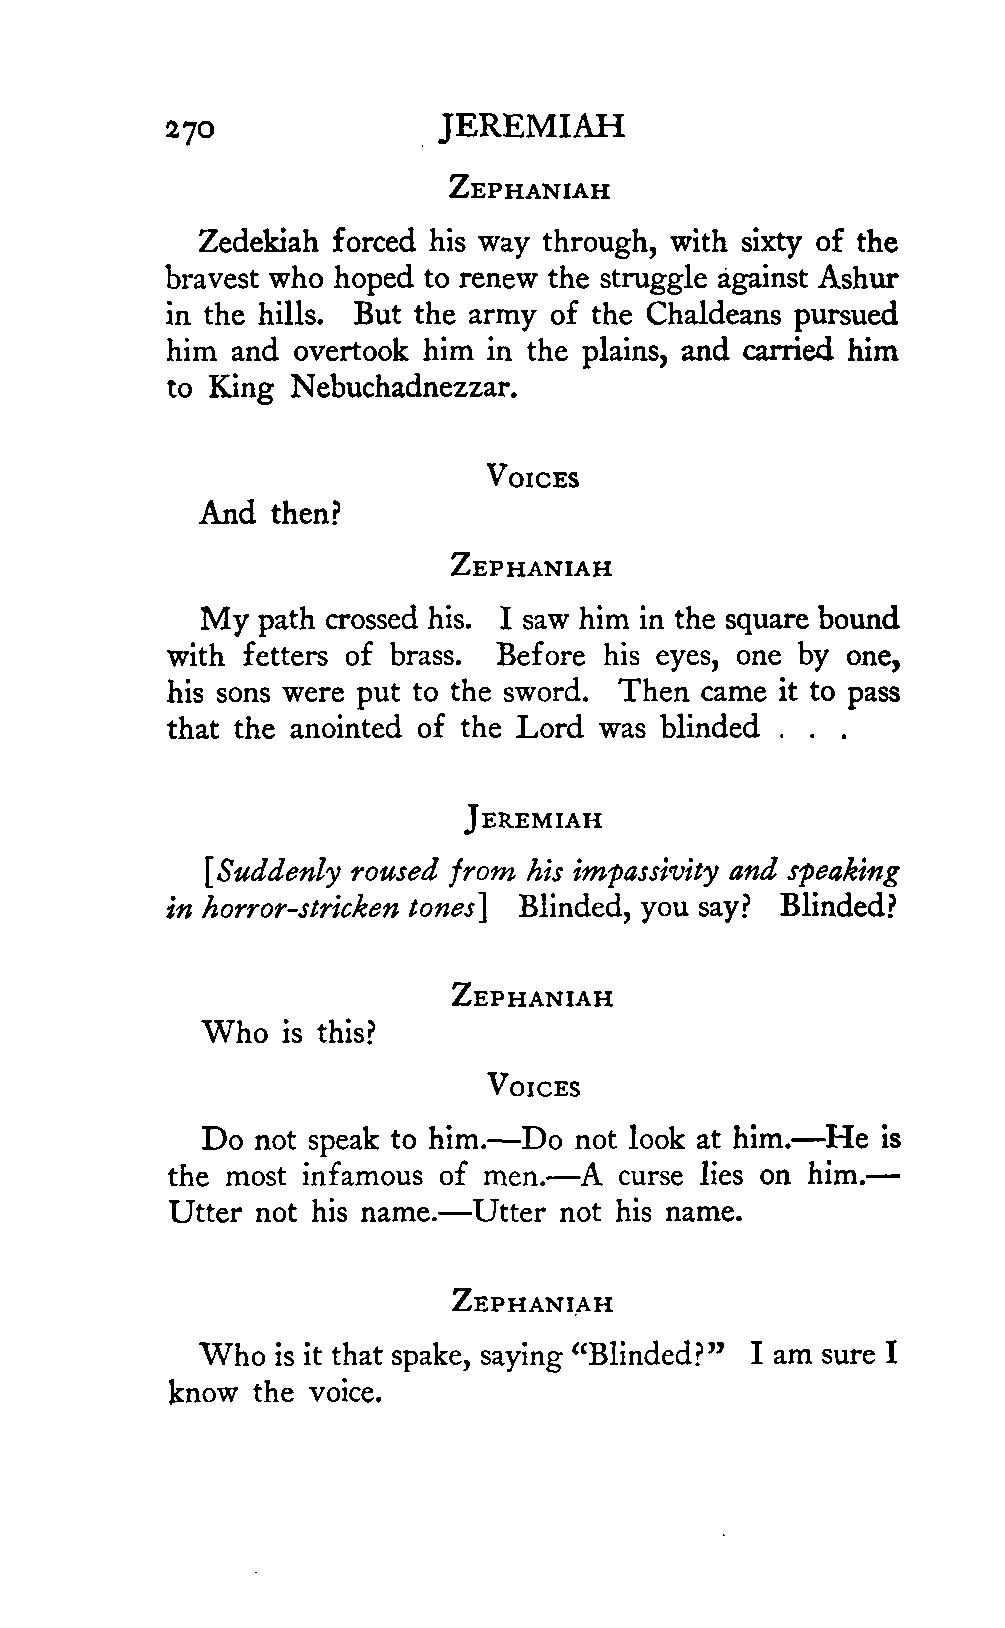 270 JEREMIAH
ZEPHANIAH
Zedekiah forced his way through, with sixty of the
bravest who hoped to renew the struggle against Ashur
in the hills. But the army of the Chaldeans pursued
him and overtook him in the plains, and carried him
to King Nebuchadnezzar.
VOICES
And then?
ZEPHANIAH
My path crossed his. I saw him in the square bound
with fetters of brass. Before his eyes, one by one,
his sons were put to the sword. Then came it to pass
that the anointed of the Lord was blinded . . .
JEREMIAH
[Suddenly roused from his impassivity and speaking
in horror-stricken tones] Blinded, you say? Blinded?
ZEPHANIAH
Who is this?
VOICES
Do not speak to him.—Do not look at him.—He is
the most infamous of men.—A curse lies on him.—
Utter not his name.—Utter not his name.
ZEPHANIAH
Who is it that spake, saying “Blinded?” I am sure I
know the voice.